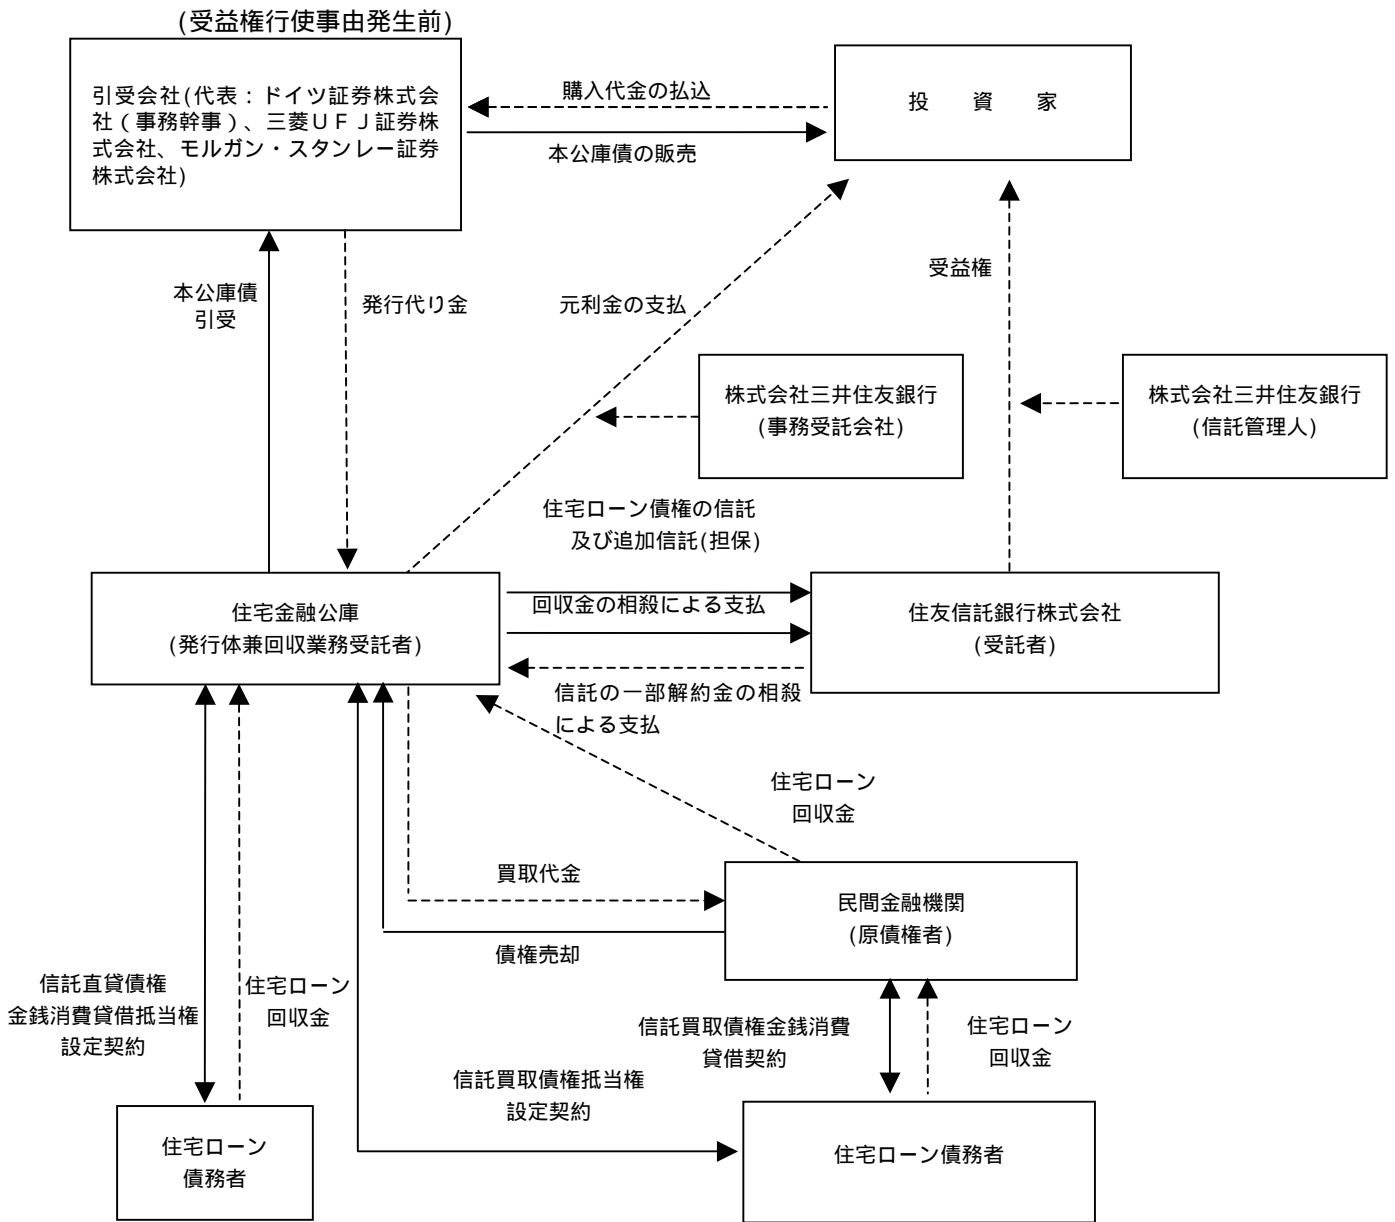 (受益権行使事由発生前)
引受会社(代表：ドイツ証券株式会
社（事務幹事）、三菱ＵＦＪ証券株
式会社、モルガン・スタンレー証券
株式会社)
購入代金の払込
投　資　家
本公庫債の販売
受益権
本公庫債
引受
発行代り金
元利金の支払
株式会社三井住友銀行
(事務受託会社)
株式会社三井住友銀行
(信託管理人)
住宅ローン債権の信託
及び追加信託(担保)
住宅金融公庫
(発行体兼回収業務受託者)
回収金の相殺による支払
住友信託銀行株式会社
(受託者)
信託の一部解約金の相殺
による支払
住宅ローン
回収金
買取代金
民間金融機関
(原債権者)
債権売却
信託直貸債権
金銭消費貸借抵当権
設定契約
住宅ローン
回収金
信託買取債権金銭消費
貸借契約
住宅ローン
回収金
信託買取債権抵当権
設定契約
住宅ローン
債務者
住宅ローン債務者